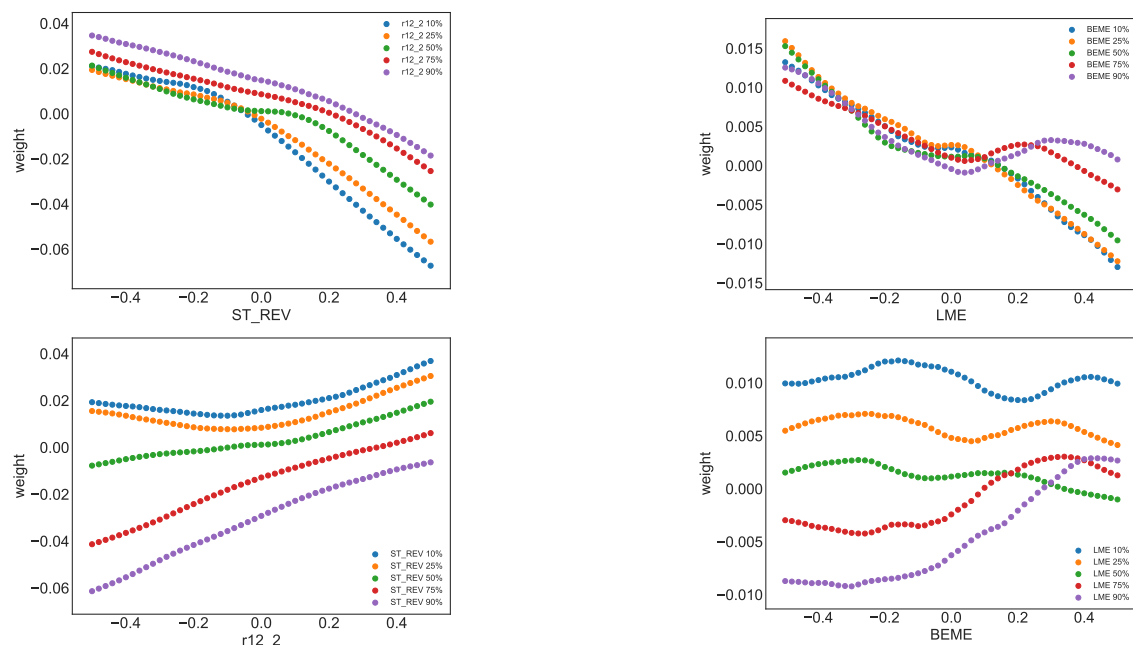 0.04
0.02
0.00
−0.02
−0.04
−0.06
weight
−0.4
−0.2
0.0
0.2
0.4
ST_REV
r12_2 10%
r12_2 25%
r12_2 50%
r12_2 75%
r12_2 90%
0.015
0.010
0.005
0.000
−0.005
−0.010
−0.015
weight
−0.4
−0.2
0.0
0.2
0.4
LME
BEME 10%
BEME 25%
BEME 50%
BEME 75%
BEME 90%
0.04
0.02
0.00
−0.02
−0.04
−0.06
weight
−0.4
−0.2
0.0
0.2
0.4
r12_2
ST_REV 10%
ST_REV 25%
ST_REV 50%
ST_REV 75%
ST_REV 90%
0.010
0.005
0.000
−0.005
−0.010
weight
−0.4
−0.2
0.0
0.2
0.4
BEME
LME 10%
LME 25%
LME 50%
LME 75%
LME 90%